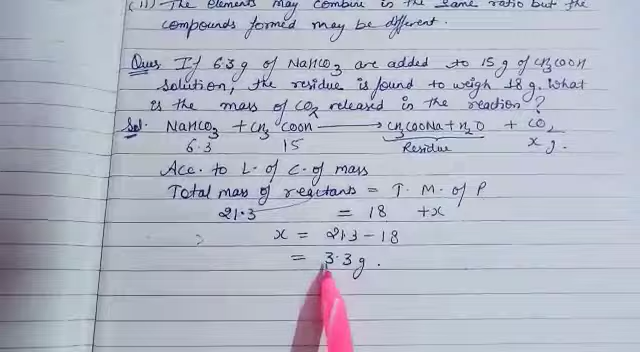 (ii) The elements may combine in the same ratio but the
compounds formed may be different.
Ques If 6.3g of NaHCO3 are added to 15 g of CH3COOH
solution, the residue is found to weigh 18 g. What
is the mass of CO2 released in the reaction?
Sol. NaHCO3 + CH3COOH → CH3COONa + H2O + CO2
6.3 15 Residue x g.
Acc. to L. of C. of mass
Total mass of reactants = T. M. of P
21.3 = 18 + x
x = 21.3 - 18
= 3.3 g.